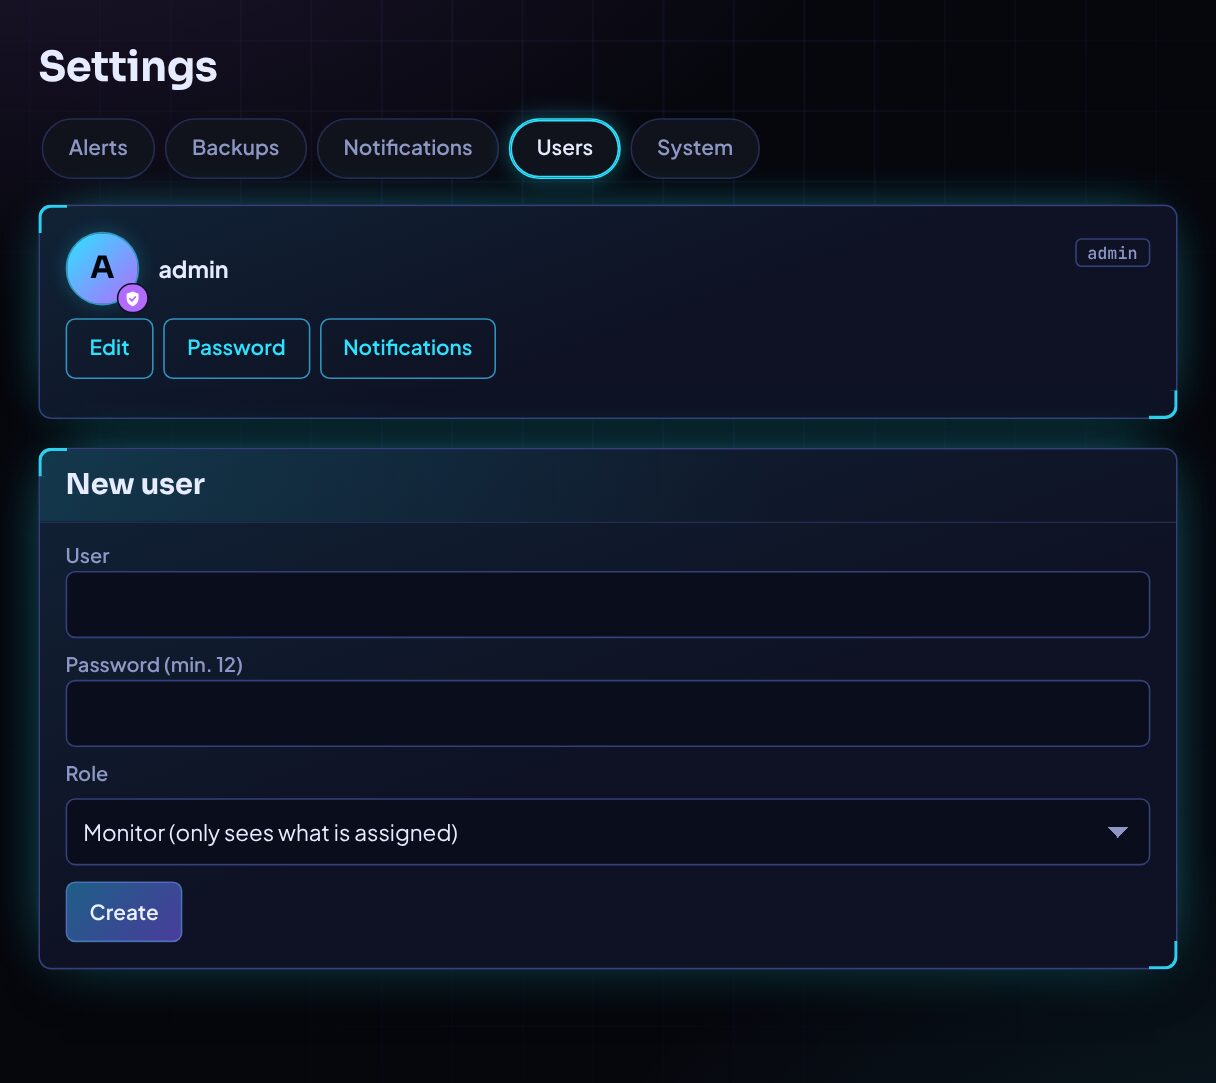 Settings
Alerts Backups Notifications Users System
A admin admin
Edit Password Notifications
New user
User
Password (min. 12)
Role
Monitor (only sees what is assigned)
Create